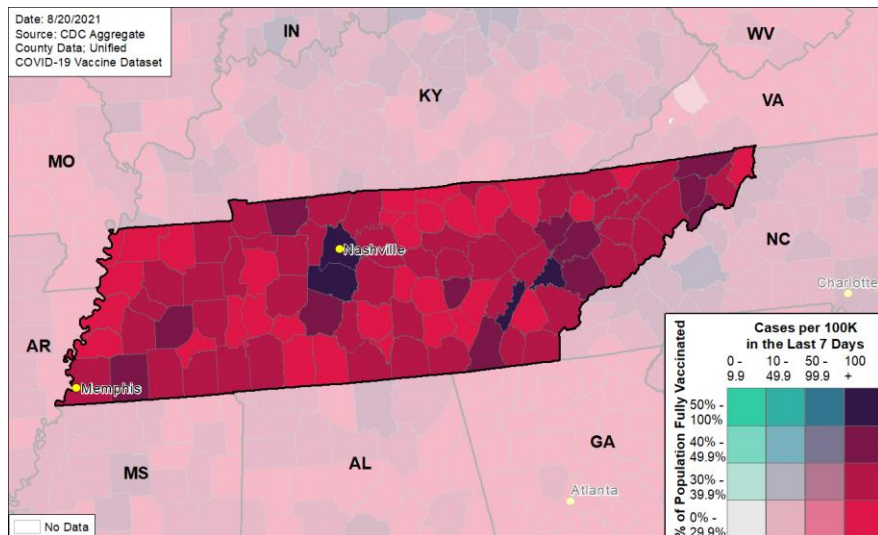 Date: 8/20/2021
Source: CDC Aggregate
County Data; Unified
COVID-19 Vaccine Dataset
IN
WV
KY
VA
MO
Nashville
NC
Charlotte
AR
Memphis
MS
AL
GA
Atlanta
No Data
Cases per 100K
in the Last 7 Days
0 -
9.9
10 -
49.9
50 -
99.9
100
+
% of Population Fully Vaccinated
50% -
100%
40% -
49.9%
30% -
39.9%
0% -
29.9%